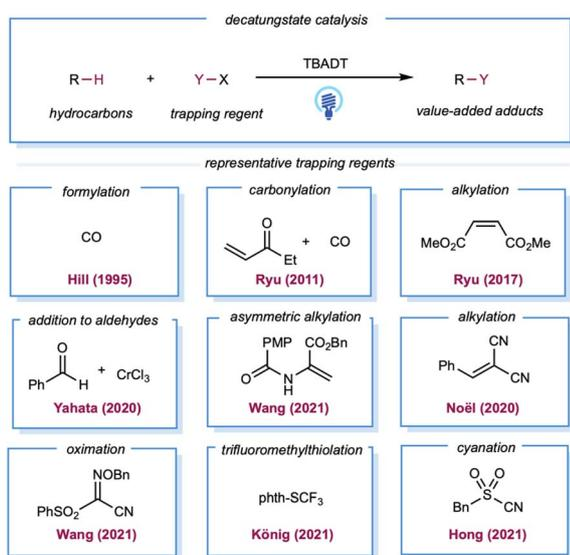 decatungstate catalysis
R–H + Y–X TBADT R–Y
hydrocarbons trapping regent value-added adducts
representative trapping regents
formylation
CO
Hill (1995)
carbonylation
O
Et
+ CO
Ryu (2011)
alkylation
MeO₂C CO₂Me
Ryu (2017)
addition to aldehydes
O
Ph H + CrCl₃
Yahata (2020)
asymmetric alkylation
PMP CO₂Bn
O N
H
Wang (2021)
alkylation
CN
Ph
CN
Noël (2020)
oximation
NOBn
PhSO₂ CN
Wang (2021)
trifluoromethylthiolation
phth-SCF₃
König (2021)
cyanation
O O
S
Bn CN
Hong (2021)